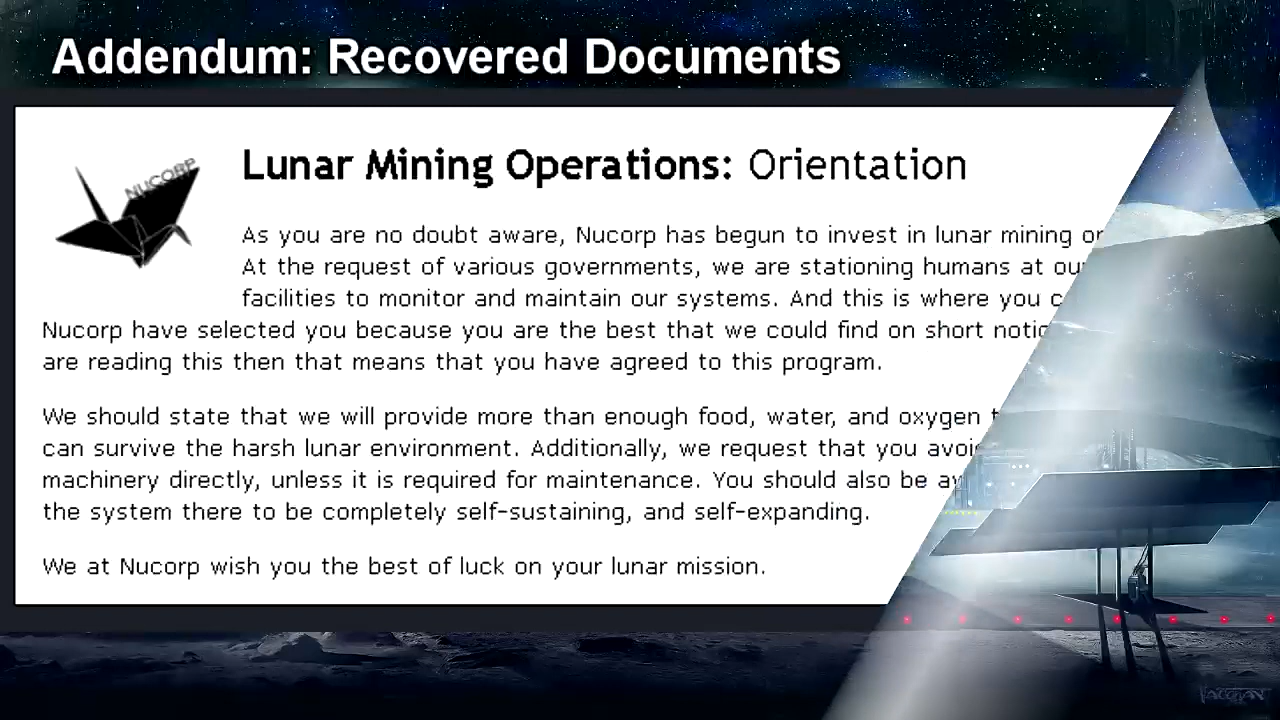 Addendum: Recovered Documents
NUCORP
Lunar Mining Operations: Orientation
As you are no doubt aware, Nucorp has begun to invest in lunar mining
At the request of various governments, we are stationing humans at
facilities to monitor and maintain our systems. And this is where you
Nucorp have selected you because you are the best that we could find on short
are reading this then that means that you have agreed to this program.
We should state that we will provide more than enough food, water, and oxygen
can survive the harsh lunar environment. Additionally, we request that you
machinery directly, unless it is required for maintenance. You should also be
the system there to be completely self-sustaining, and self-expanding.
We at Nucorp wish you the best of luck on your lunar mission.